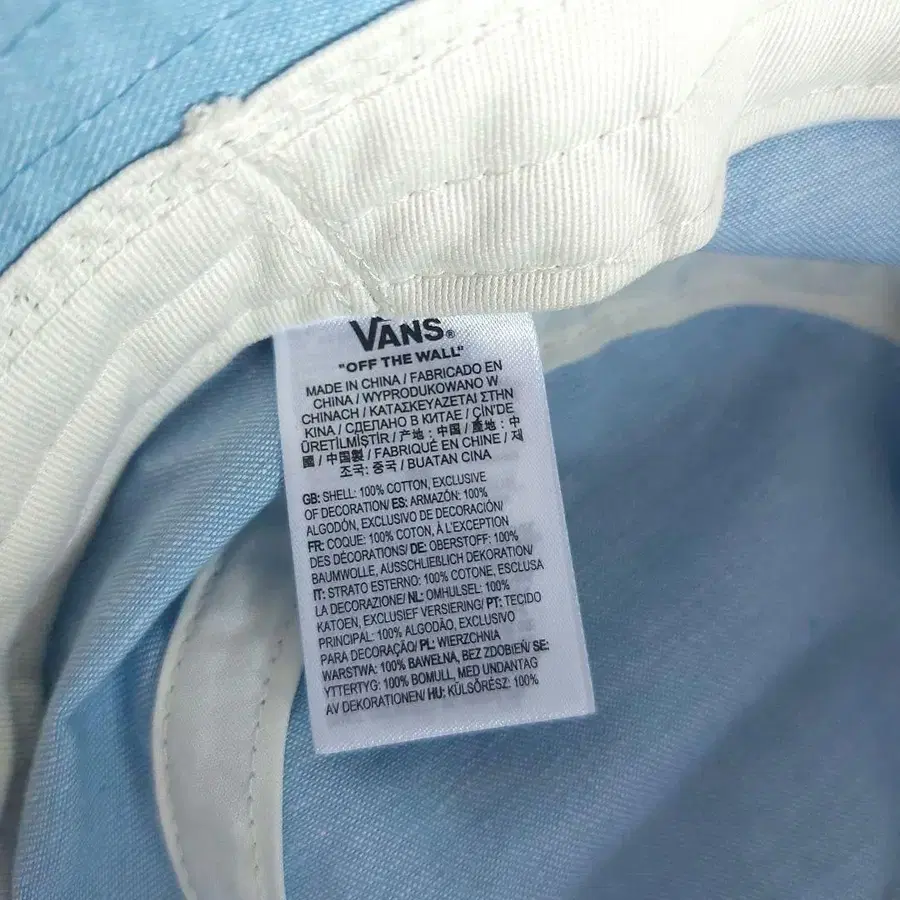 VANS®
"OFF THE WALL"
MADE IN CHINA / FABRICADO EN
CHINA / WYPRODUKOWANO W
CHINACH / ΚΑΤΑΣΚΕΥΑΖΕΤΑΙ ΣΤΗΝ
ΚΙΝΑ / СДЕЛАНО В КИТАЕ / ÇİN'DE
ÜRETİLMİŞTİR / 产地 : 中国 / 產地 : 中
國 / 中国製 / FABRIQUÉ EN CHINE / 제
조국: 중국 / BUATAN CINA
GB: SHELL: 100% COTTON, EXCLUSIVE
OF DECORATION/ ES: ARMAZÓN: 100%
ALGODÓN, EXCLUSIVO DE DECORACIÓN/
FR: COQUE: 100% COTON, À L'EXCEPTION
DES DÉCORATIONS/ DE: OBERSTOFF: 100%
BAUMWOLLE, AUSSCHLIEßLICH DEKORATION/
IT: STRATO ESTERNO: 100% COTONE, ESCLUSA
LA DECORAZIONE/ NL: OMHULSEL: 100%
KATOEN, EXCLUSIEF VERSIERING/ PT: TECIDO
PRINCIPAL: 100% ALGODÃO, EXCLUSIVO
PARA DECORAÇÃO/ PL: WIERZCHNIA
WARSTWA: 100% BAWEŁNA, BEZ ZDOBIEŃ/ SE:
YTTERTYG: 100% BOMULL, MED UNDANTAG
AV DEKORATIONEN/ HU: KÜLSŐRÉSZ: 100%